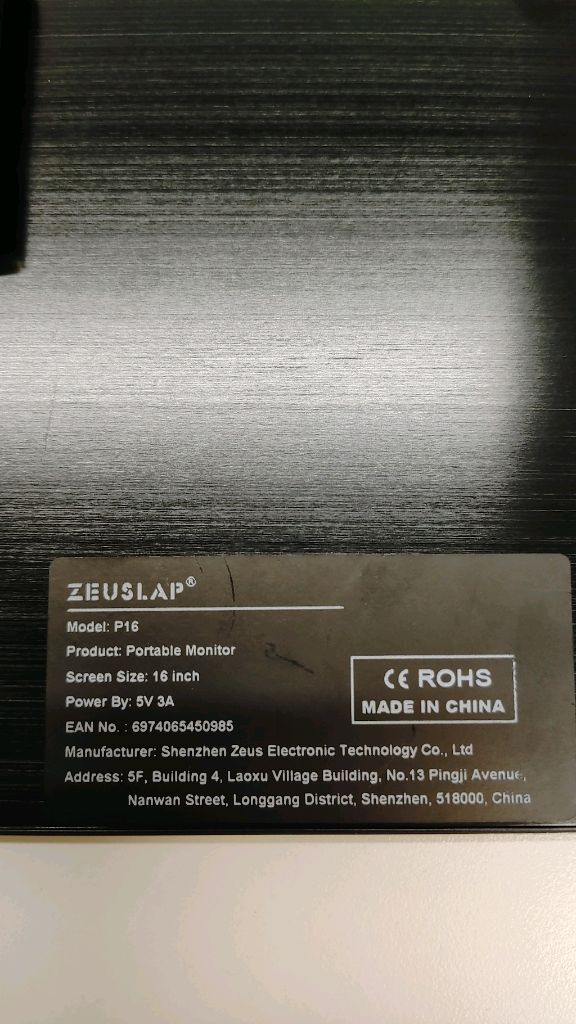 ZEUSLAP®
Model: P16
Product: Portable Monitor
Screen Size: 16 inch
Power By: 5V 3A
EAN No. : 6974065450985
CE ROHS
MADE IN CHINA
Manufacturer: Shenzhen Zeus Electronic Technology Co., Ltd
Address: 5F, Building 4, Laoxu Village Building, No.13 Pingji Avenue,
Nanwan Street, Longgang District, Shenzhen, 518000, China